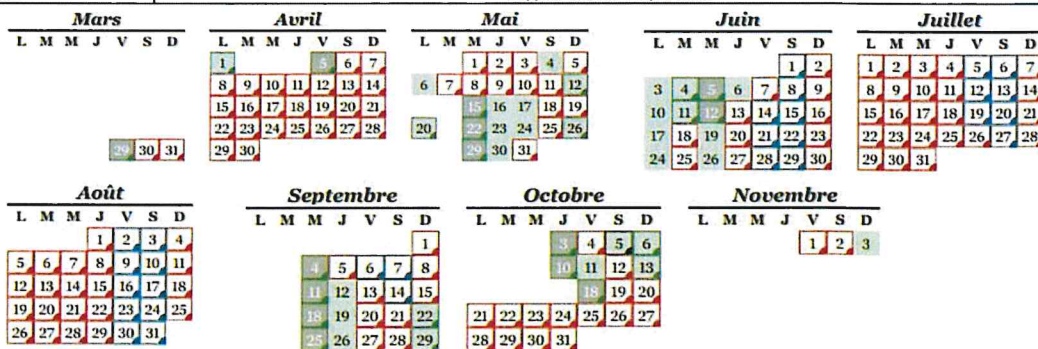 Mars Avril Mai Juin Juillet
L M M J V S D L M M J V S D L M M J V S D L M M J V S D L M M J V S D
1 5 6 7 1 2 3 4 5 1 2 1 2 3 4 5 6 7
8 9 10 11 12 13 14 6 7 8 9 10 11 12 3 4 5 6 7 8 9 8 9 10 11 12 13 14
15 16 17 18 19 20 21 15 16 17 18 19 10 11 12 13 14 15 16 15 16 17 18 19 20 21
22 23 24 25 26 27 28 20 22 23 24 25 26 17 18 19 20 21 22 23 22 23 24 25 26 27 28
29 30 31 29 30 29 30 31 24 25 26 27 28 29 30 29 30 31
Août Septembre Octobre Novembre
L M M J V S D L M M J V S D L M M J V S D L M M J V S D
1 2 3 4 1 3 4 5 6 1 2 3
5 6 7 8 9 10 11 4 5 6 7 8 10 11 12 13
12 13 14 15 16 17 18 11 12 13 14 15 18 19 20
19 20 21 22 23 24 25 18 19 20 21 22 21 22 23 24 25 26 27
26 27 28 29 30 31 25 26 27 28 29 28 29 30 31